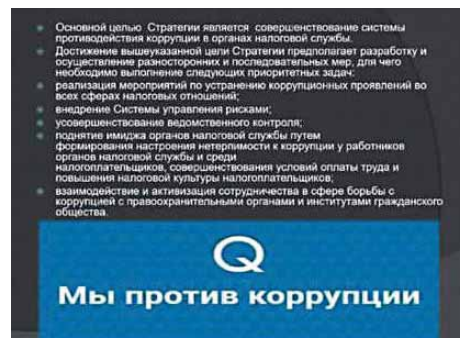 Основной целью Стратегии является совершенствование системы
противодействия коррупции в органах налоговой службы.
Достижение вышеуказанной цели Стратегии предполагает разработку и
осуществление разносторонних и последовательных мер, для чего
необходимо выполнение следующих приоритетных задач:
реализация мероприятий по устранению коррупционных проявлений во
всех сферах налоговых отношений;
внедрение Системы управления рисками;
усовершенствование ведомственного контроля;
поднятие имиджа органов налоговой службы путем
формирования настроения нетерпимости к коррупции у работников
органов налоговой службы и среди
налогоплательщиков, совершенствования условий оплаты труда и
повышения налоговой культуры налогоплательщиков;
взаимодействие и активизация сотрудничества в сфере борьбы с
коррупцией с правоохранительными органами и институтами гражданского
общества.
Q
Мы против коррупции